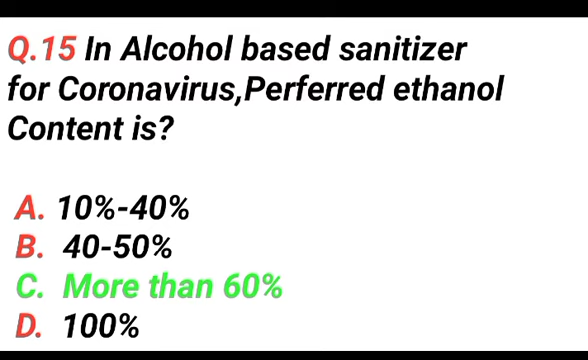 Q.15 In Alcohol based sanitizer
for Coronavirus,Perferred ethanol
Content is?
A. 10%-40%
B. 40-50%
C. More than 60%
D. 100%